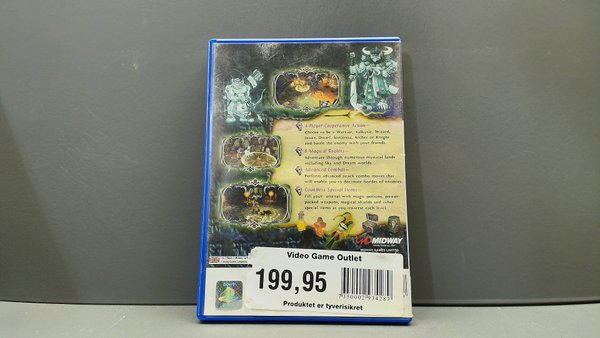 4 Player Cooperative Action—
Choose to be a Warrior, Valkyrie, Wizard,
Jester, Dwarf, Sorceress, Archer or Knight
and battle the enemy with your friends.
8 Magical Realms—
Adventure through numerous mystical lands
including Sky and Dream worlds.
Advanced Combat—
Perform advanced attack combo moves that
will enable you to decimate hordes of enemies.
Countless Special Items—
Fill your arsenal with magic potions, power-
packed weapons, magical shields and other
special items as you traverse each level.
MIDWAY
MIDWAY GAMES LIMITED
Video Game Outlet
199,95
Produktet er tyverisikret